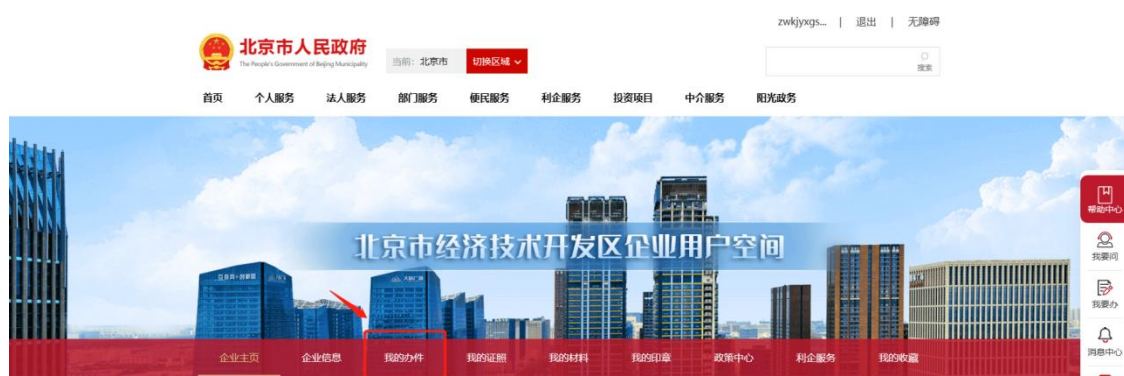 zwkjyxgs... | 退出 | 无障碍
北京市人民政府
The People's Government of Beijing Municipality
当前：北京市 切换区域
搜索
首页 个人服务 法人服务 部门服务 便民服务 利企服务 投资项目 中介服务 阳光政务
北京市经济技术开发区企业用户空间
帮助中心
我要问
我要办
消息中心
企业主页 企业信息 我的办件 我的证照 我的材料 我的印章 政策中心 利企服务 我的收藏